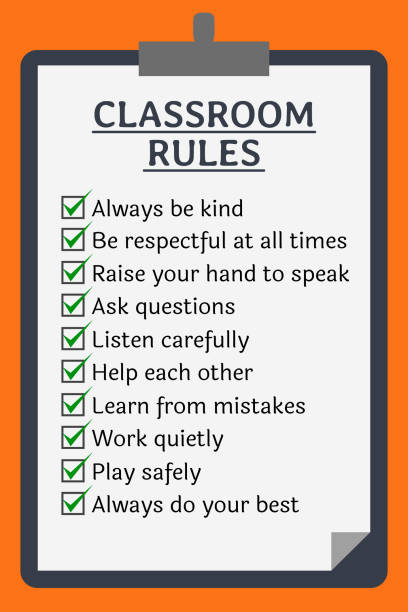 CLASSROOM
RULES
Always be kind
Be respectful at all times
Raise your hand to speak
Ask questions
Listen carefully
Help each other
Learn from mistakes
Work quietly
Play safely
Always do your best